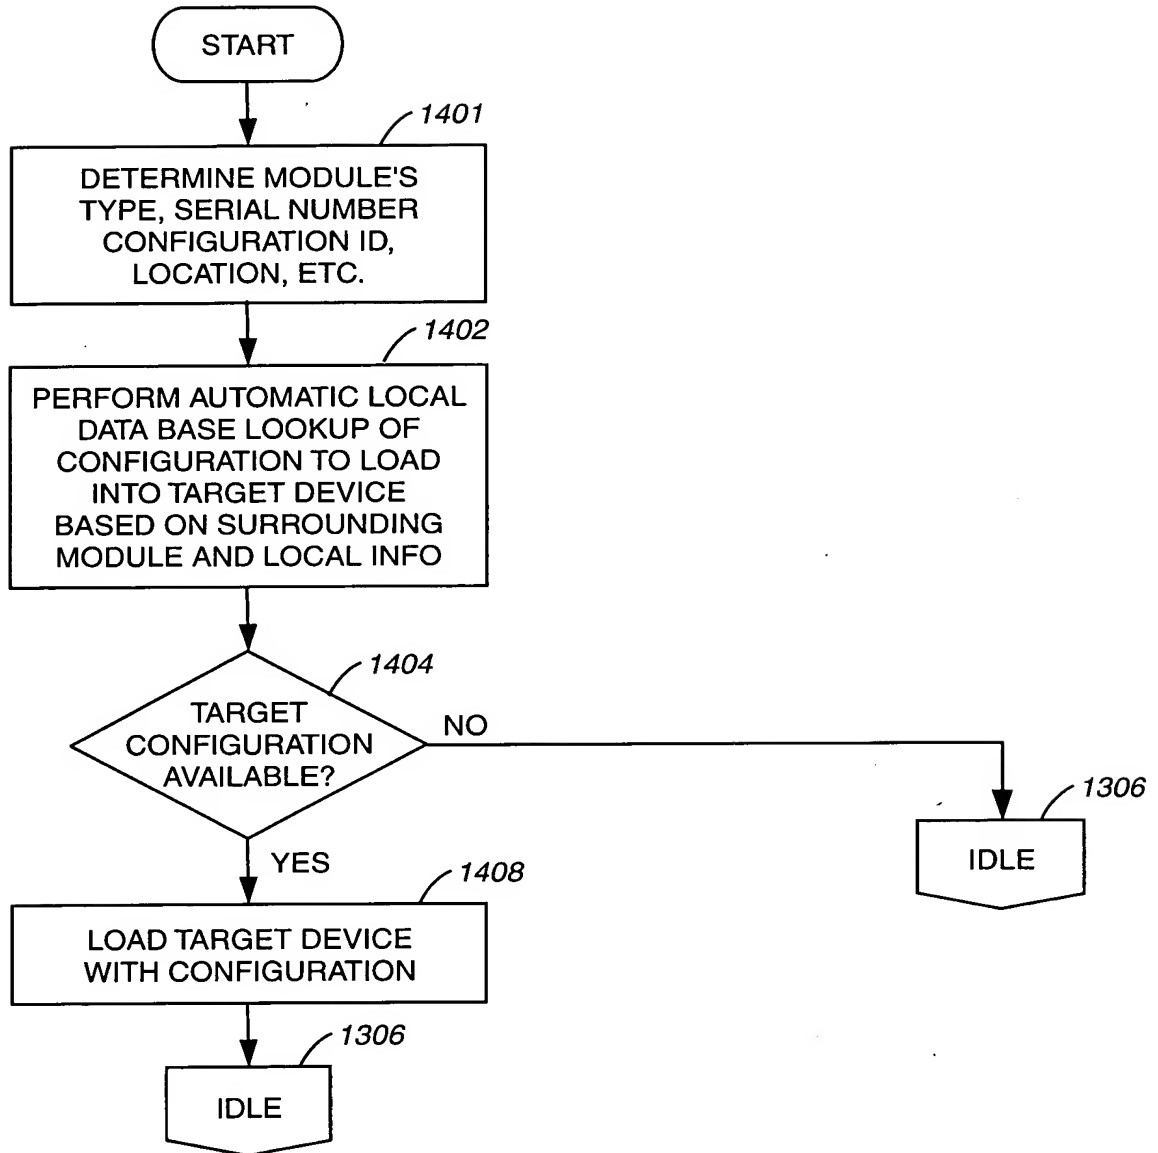 START
1401
DETERMINE MODULE'S
TYPE, SERIAL NUMBER
CONFIGURATION ID,
LOCATION, ETC.
1402
PERFORM AUTOMATIC LOCAL
DATA BASE LOOKUP OF
CONFIGURATION TO LOAD
INTO TARGET DEVICE
BASED ON SURROUNDING
MODULE AND LOCAL INFO
1404
TARGET
CONFIGURATION
AVAILABLE?
NO
1306
IDLE
YES
1408
LOAD TARGET DEVICE
WITH CONFIGURATION
1306
IDLE